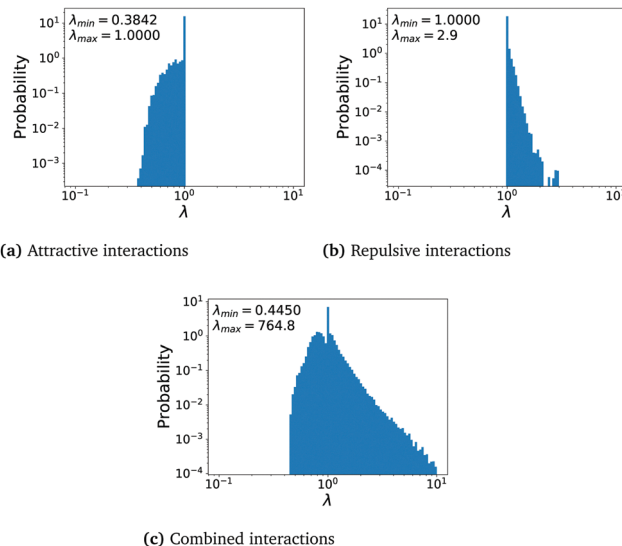 λmin = 0.3842
λmax = 1.0000
Probability
10¹
10⁰
10⁻¹
10⁻²
10⁻³
10⁻¹ 10⁰ 10¹
λ
(a) Attractive interactions
λmin = 1.0000
λmax = 2.9
Probability
10¹
10⁰
10⁻¹
10⁻²
10⁻³
10⁻⁴
10⁻¹ 10⁰ 10¹
λ
(b) Repulsive interactions
λmin = 0.4450
λmax = 764.8
Probability
10¹
10⁰
10⁻¹
10⁻²
10⁻³
10⁻⁴
10⁻¹ 10⁰ 10¹
λ
(c) Combined interactions